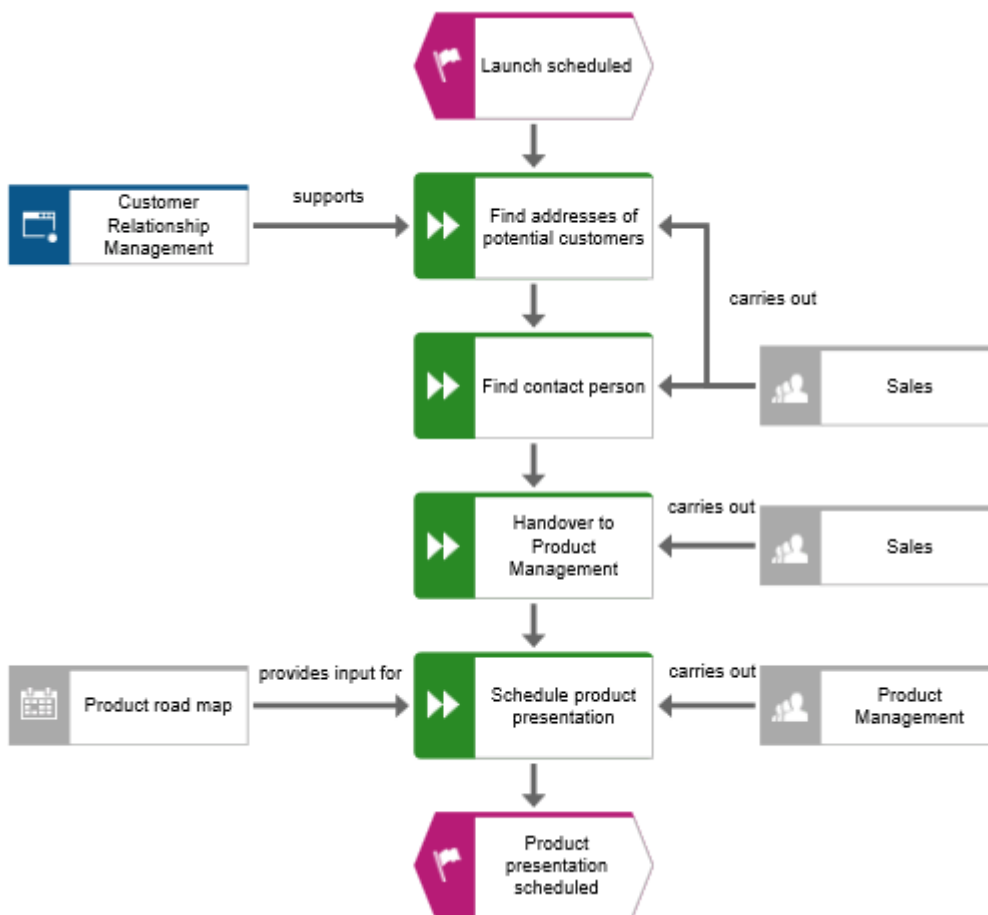 Launch scheduled
Customer
Relationship
Management
supports
Find addresses of
potential customers
carries out
Find contact person
Sales
Handover to
Product
Management
carries out
Sales
Product road map
provides input for
Schedule product
presentation
carries out
Product
Management
Product
presentation
scheduled